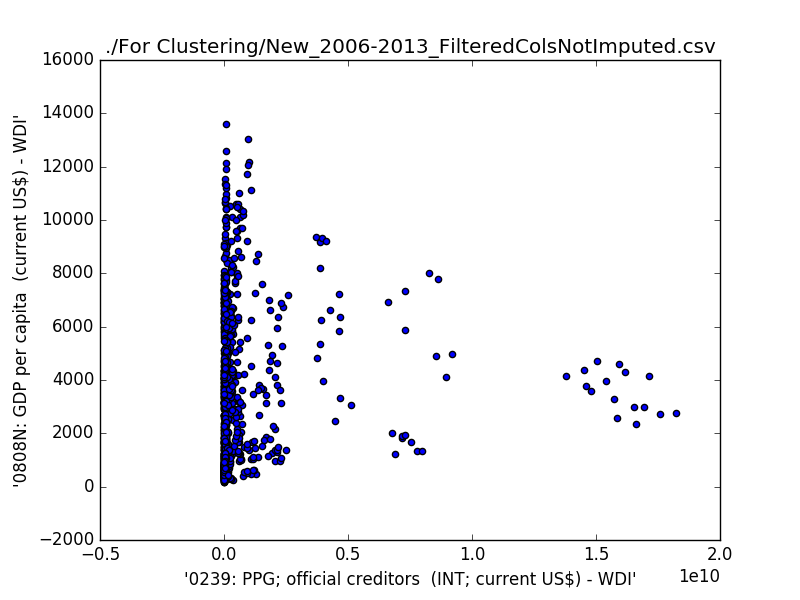 ./For Clustering/New_2006-2013_FilteredColsNotImputed.csv
16000
14000
12000
10000
8000
6000
4000
2000
0
−2000
'0808N: GDP per capita  (current US$) - WDI'
−0.5 0.0 0.5 1.0 1.5 2.0
1e10
'0239: PPG; official creditors  (INT; current US$) - WDI'